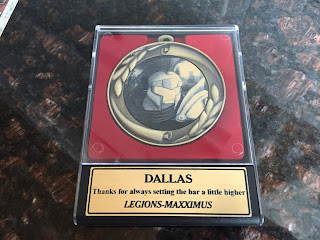 DALLAS
Thanks for always setting the bar a little higher
LEGIONS-MAXXIMUS